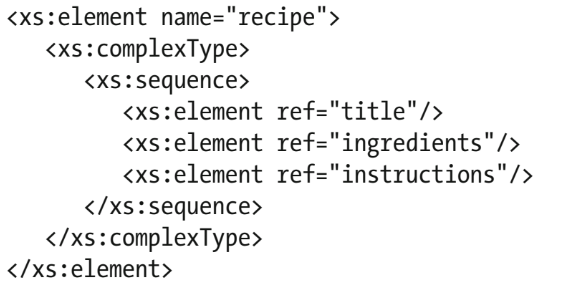 <xs:element name="recipe">
   <xs:complexType>
      <xs:sequence>
         <xs:element ref="title"/>
         <xs:element ref="ingredients"/>
         <xs:element ref="instructions"/>
      </xs:sequence>
   </xs:complexType>
</xs:element>